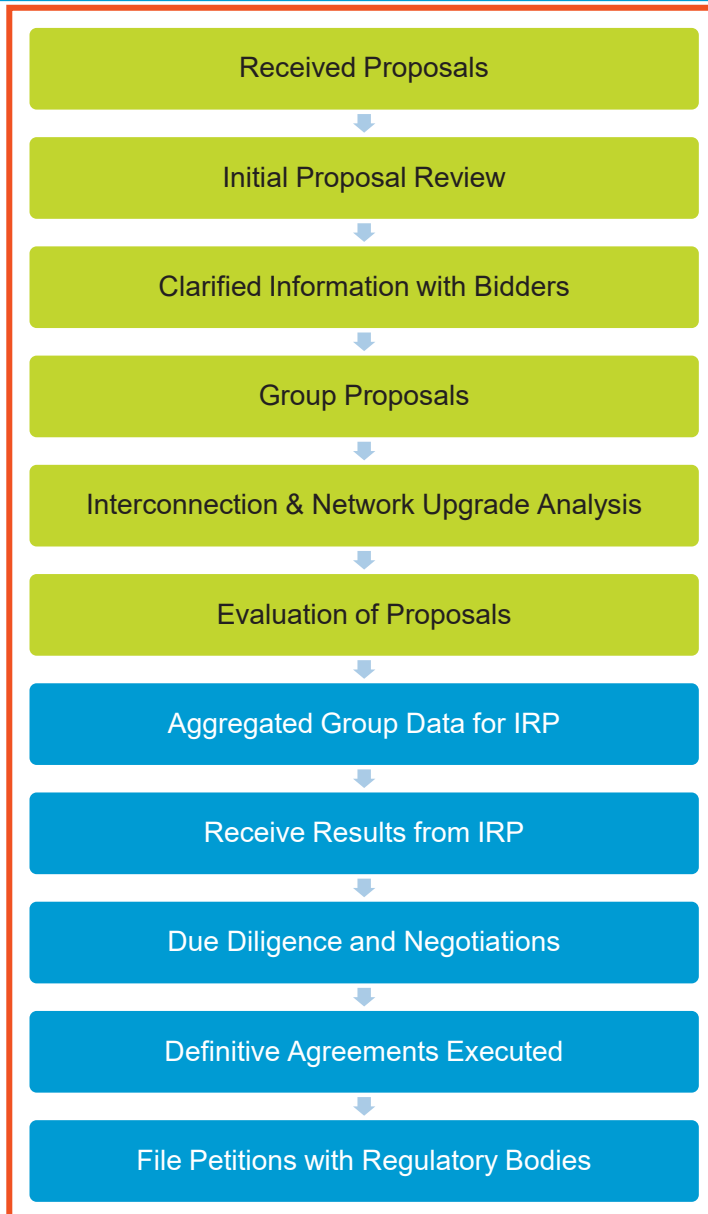 Received Proposals
Initial Proposal Review
Clarified Information with Bidders
Group Proposals
Interconnection & Network Upgrade Analysis
Evaluation of Proposals
Aggregated Group Data for IRP
Receive Results from IRP
Due Diligence and Negotiations
Definitive Agreements Executed
File Petitions with Regulatory Bodies